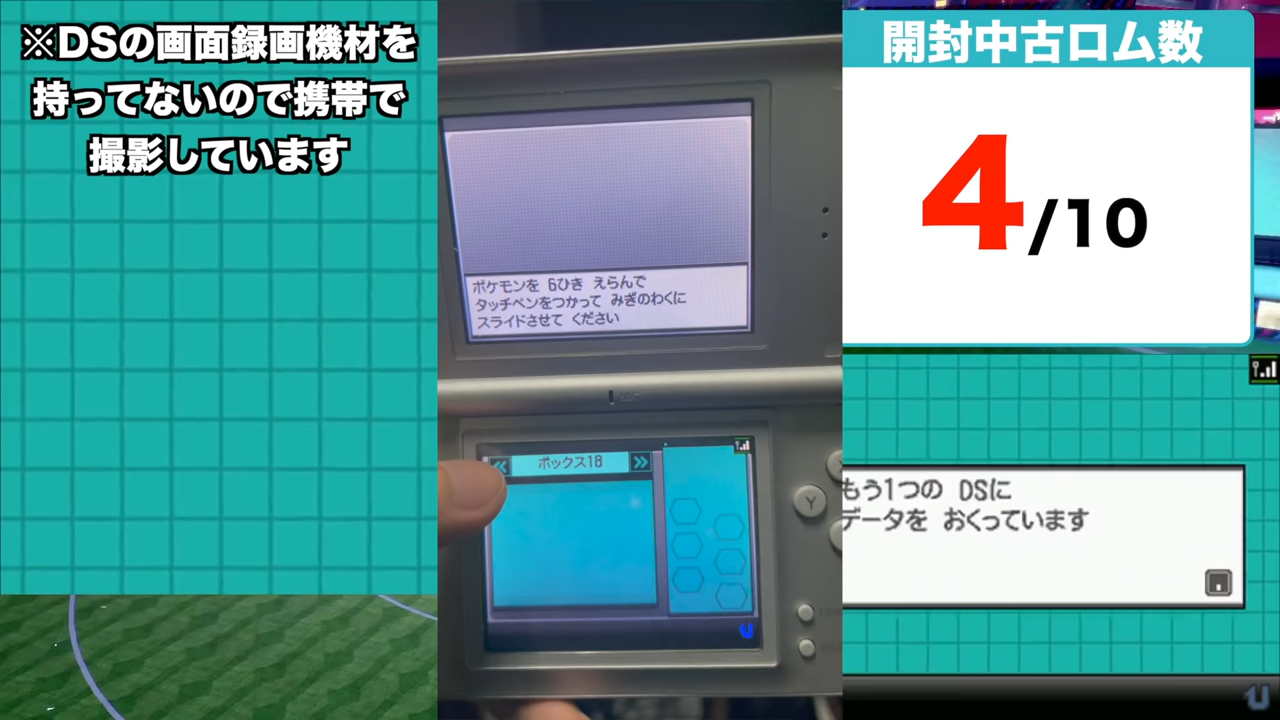 ※DSの画面録画機材を
持ってないので携帯で
撮影しています
ポケモンを 6ひき えらんで
タッチペンをつかって みぎのわくに
スライドさせて ください
ボックス18
Y
開封中古ロム数
4/10
もう1つの DSに
データを おくっています